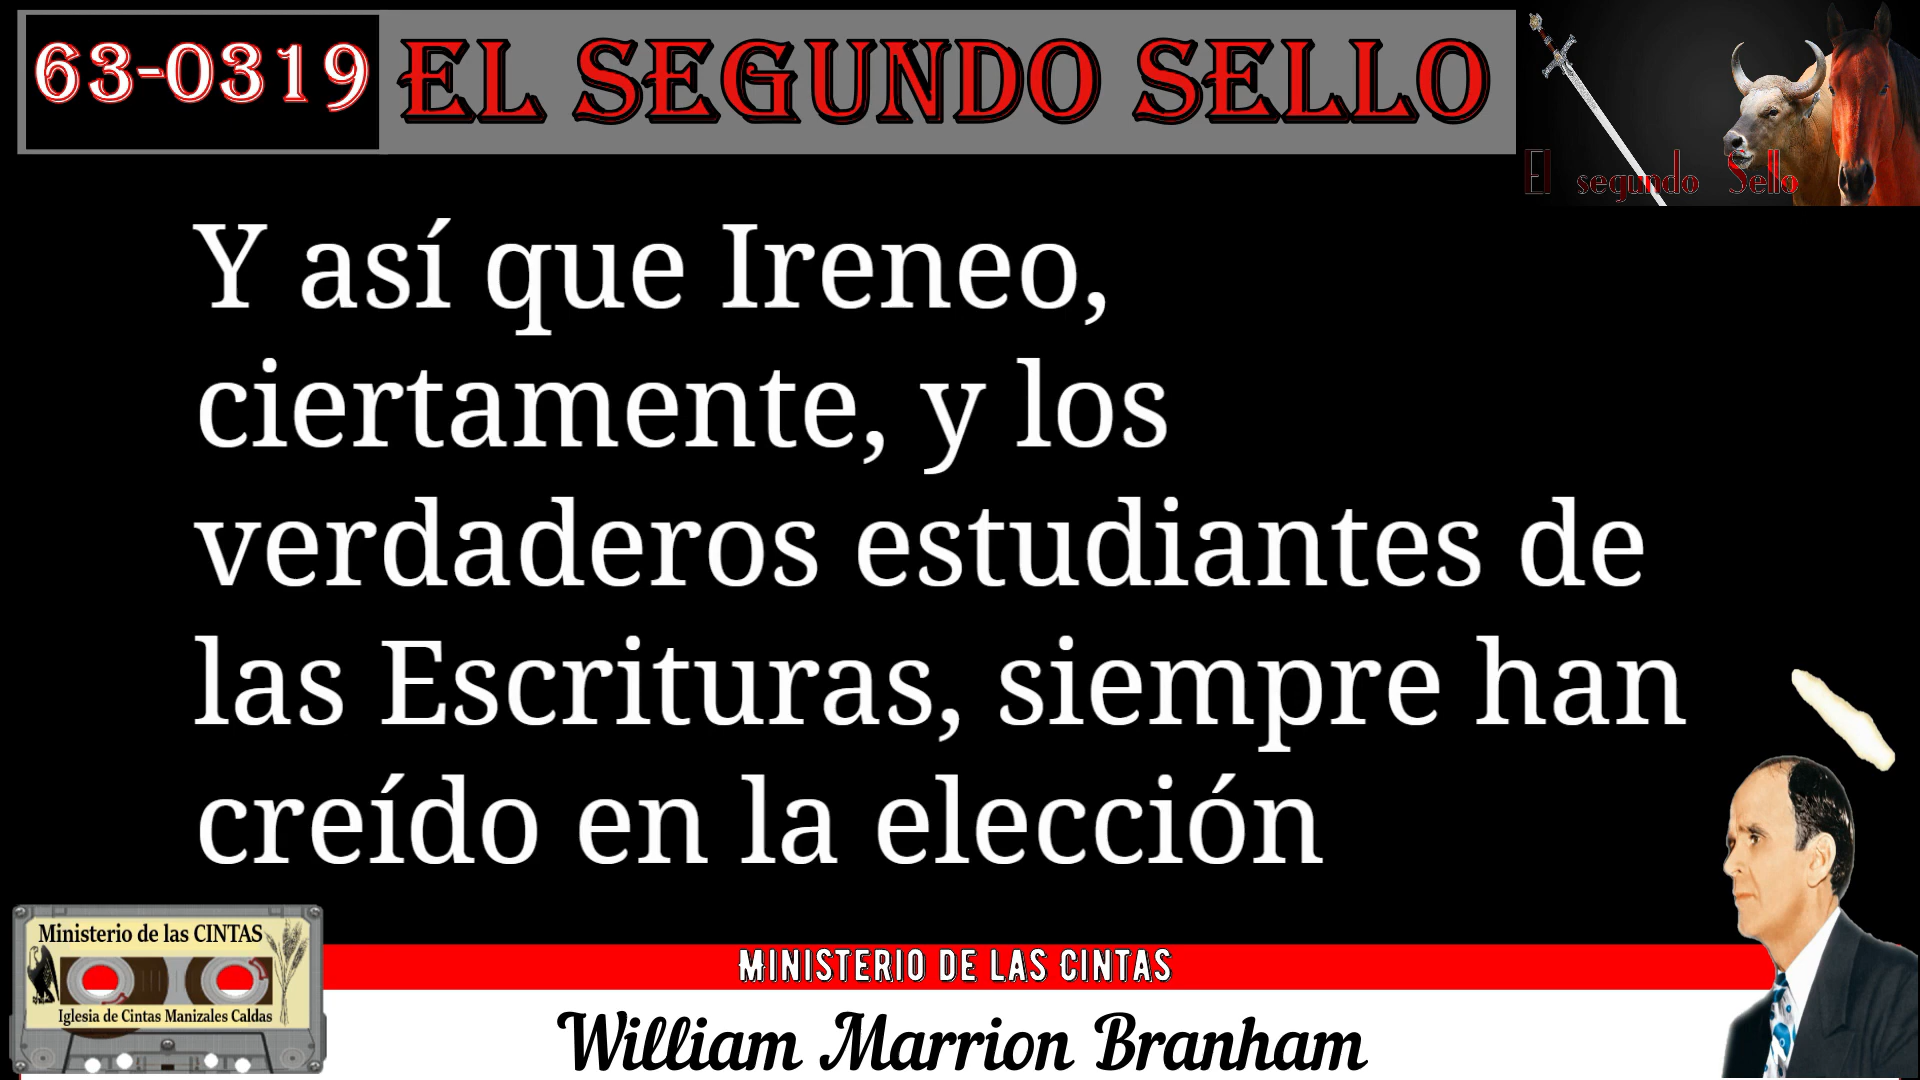 63-0319
EL SEGUNDO SELLO
El segundo Sello
Y así que Ireneo,
ciertamente, y los
verdaderos estudiantes de
las Escrituras, siempre han
creído en la elección
Ministerio de las CINTAS
Iglesia de Cintas Manizales Caldas
MINISTERIO DE LAS CINTAS
William Marrion Branham